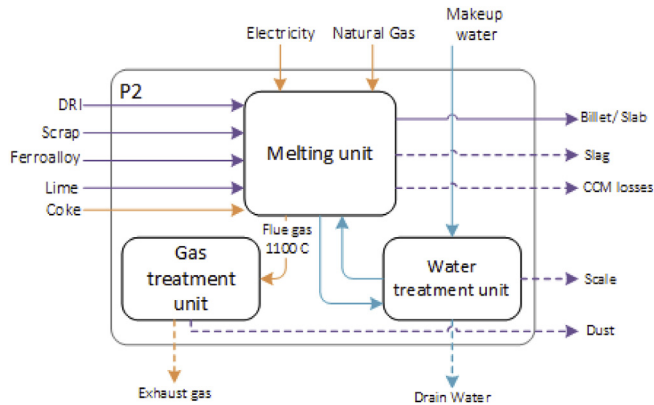 Electricity
Natural Gas
Makeup
water
P2
DRI
Scrap
Ferroalloy
Lime
Coke
Melting unit
Billet/ Slab
Slag
CCM losses
Flue gas
1100 C
Gas
treatment
unit
Water
treatment unit
Scale
Dust
Exhaust gas
Drain Water